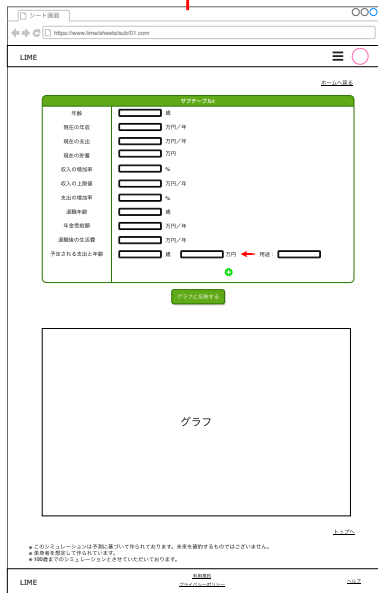 シート画面
https://www.lime/sheets/sub/01.com
LIME
ホームへ戻る
サブテーブル1
年齢 歳
現在の年収 万円／年
現在の支出 万円／年
現在の貯蓄 万円
収入の増加率 %
収入の上限値 万円／年
支出の増加率 %
退職年齢 歳
年金受給額 万円／年
退職後の生活費 万円／年
予定される支出と年齢 歳 万円 用途：
グラフに反映する
グラフ
トップへ
※ このシミュレーションは予測に基づいて作られております。未来を確約するものではございません。
※ 単身者を想定して作られています。
※ 100歳までのシミュレーションとさせていただいております。
LIME
利用規約
プライバシーポリシー
ヘルプ